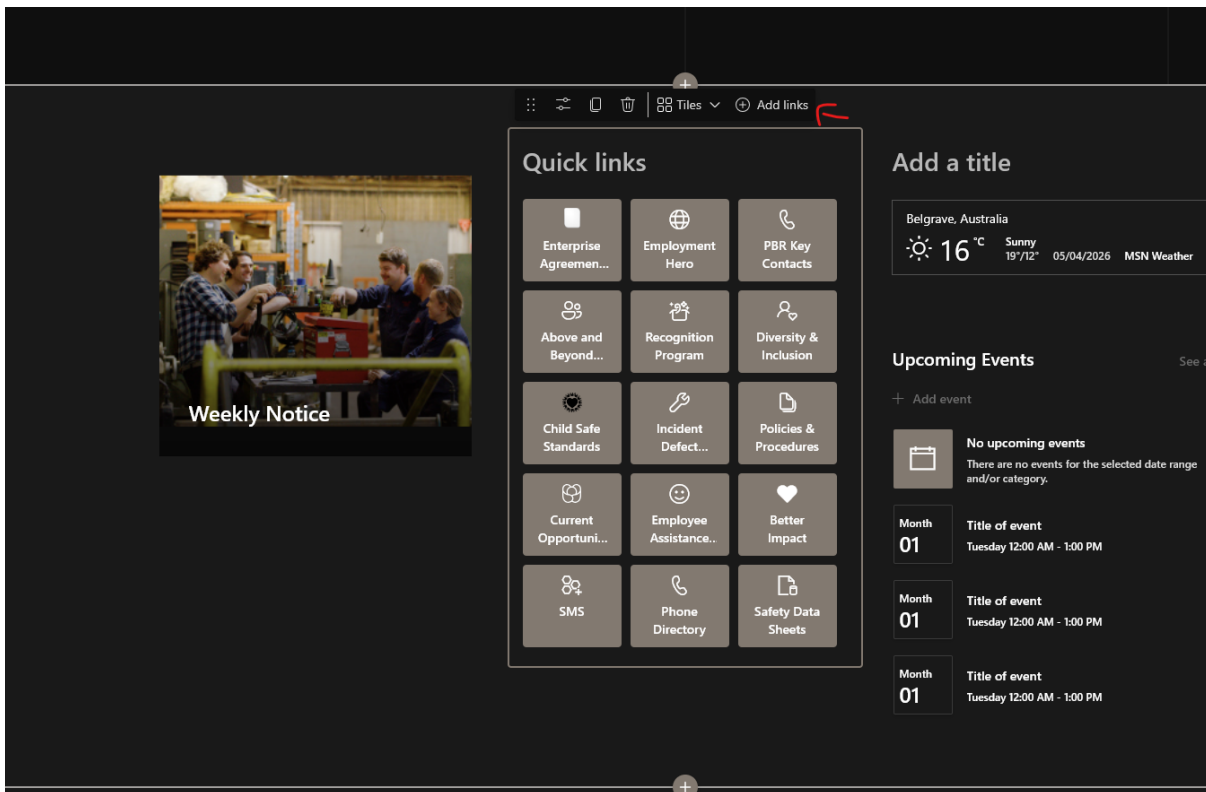 Tiles
Add links
Quick links
Enterprise
Agreemen...
Employment
Hero
PBR Key
Contacts
Above and
Beyond...
Recognition
Program
Diversity &
Inclusion
Child Safe
Standards
Incident
Defect...
Policies &
Procedures
Current
Opportuni...
Employee
Assistance...
Better
Impact
SMS
Phone
Directory
Safety Data
Sheets
Weekly Notice
Add a title
Belgrave, Australia
16 °C
Sunny
19°/12°
05/04/2026
MSN Weather
Upcoming Events
See a
+ Add event
No upcoming events
There are no events for the selected date range
and/or category.
Month
01
Title of event
Tuesday 12:00 AM - 1:00 PM
Month
01
Title of event
Tuesday 12:00 AM - 1:00 PM
Month
01
Title of event
Tuesday 12:00 AM - 1:00 PM